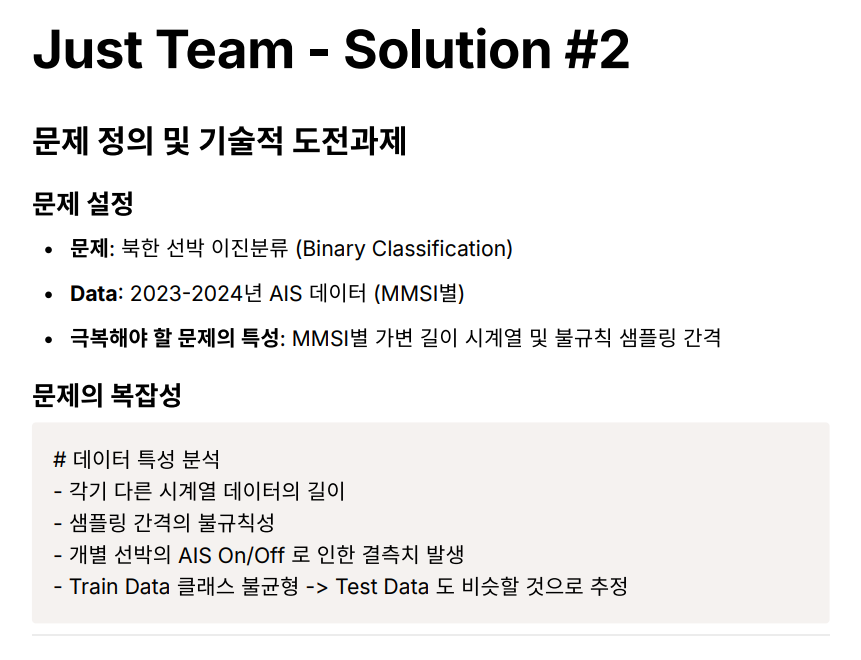 Just Team - Solution #2
문제 정의 및 기술적 도전과제
문제 설정
• 문제: 북한 선박 이진분류 (Binary Classification)
• Data: 2023-2024년 AIS 데이터 (MMSI별)
• 극복해야 할 문제의 특성: MMSI별 가변 길이 시계열 및 불규칙 샘플링 간격
문제의 복잡성
# 데이터 특성 분석
- 각기 다른 시계열 데이터의 길이
- 샘플링 간격의 불규칙성
- 개별 선박의 AIS On/Off 로 인한 결측치 발생
- Train Data 클래스 불균형 -> Test Data 도 비슷할 것으로 추정